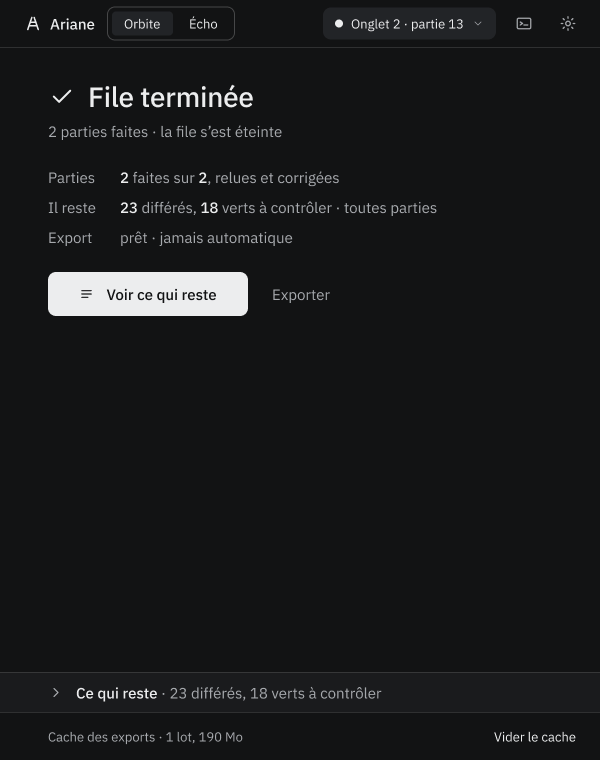 Ariane Orbite Écho Onglet 2 · partie 13
File terminée
2 parties faites · la file s’est éteinte
Parties 2 faites sur 2, relues et corrigées
Il reste 23 différés, 18 verts à contrôler · toutes parties
Export prêt · jamais automatique
Voir ce qui reste Exporter
Ce qui reste · 23 différés, 18 verts à contrôler
Cache des exports · 1 lot, 190 Mo Vider le cache